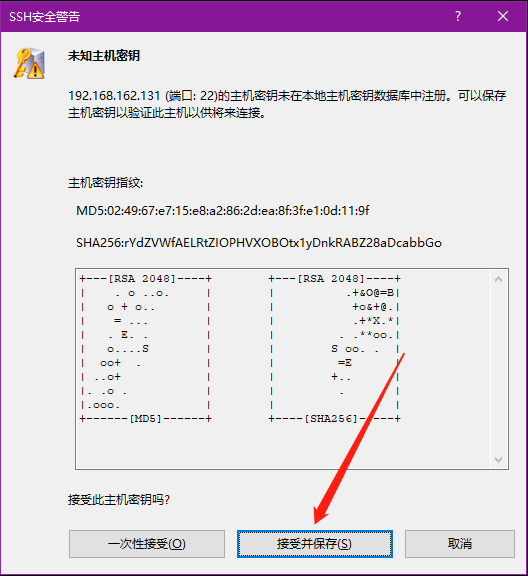 SSH安全警告
未知主机密钥
192.168.162.131 (端口: 22)的主机密钥未在本地主机密钥数据库中注册。可以保存
主机密钥以验证此主机以供将来连接。
主机密钥指纹:
MD5:02:49:67:e7:15:e8:a2:86:2d:ea:8f:3f:e1:0d:11:9f
SHA256:rYdZVWfAELRtZIOPHVXOBOtx1yDnkRABZ28aDcabbGo
+---[RSA 2048]----+        +---[RSA 2048]----+
|    . o ..o.     |        |         .+&O@=B|
|   o + o..       |        |          +o&+@.|
|    = ...        |        |          .+*X.*|
|   . E. .        |        |        . .**oo.|
|   o....S        |        |       S oo. .  |
|  oo+  .         |        |        =E      |
| ..o+            |        |       +..      |
|. .o .           |        |        .       |
|.ooo.            |        |                |
+------[MD5]------+        +----[SHA256]-----+
接受此主机密钥吗?
一次性接受(O)
接受并保存(S)
取消